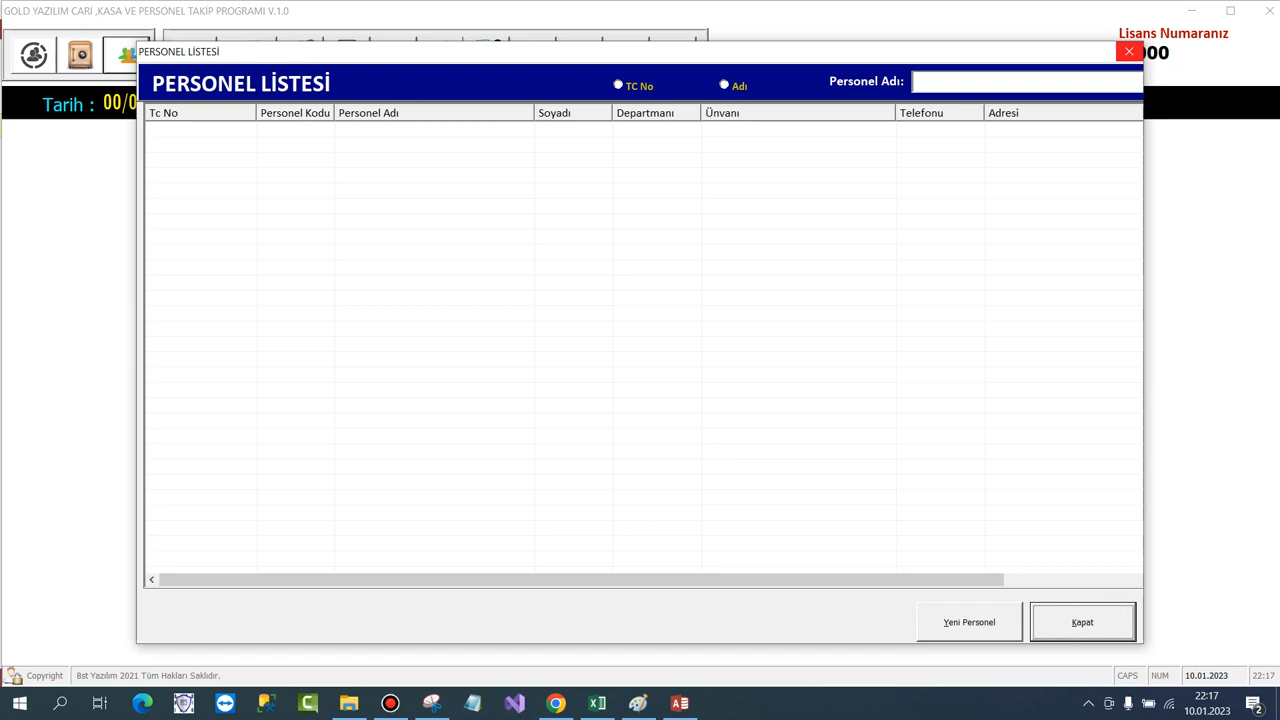 GOLD YAZILIM CARİ ,KASA VE PERSONEL TAKİP PROGRAMI V.1.0
Lisans Numaranız
000
PERSONEL LİSTESİ
PERSONEL LİSTESİ
TC No
Adı
Personel Adı:
Tarih : 00/0
Tc No
Personel Kodu
Personel Adı
Soyadı
Departmanı
Ünvanı
Telefonu
Adresi
Yeni Personel
Kapat
Copyright
Bst Yazılım 2021 Tüm Hakları Saklıdır.
CAPS
NUM
10.01.2023
22:17
22:17
10.01.2023
2